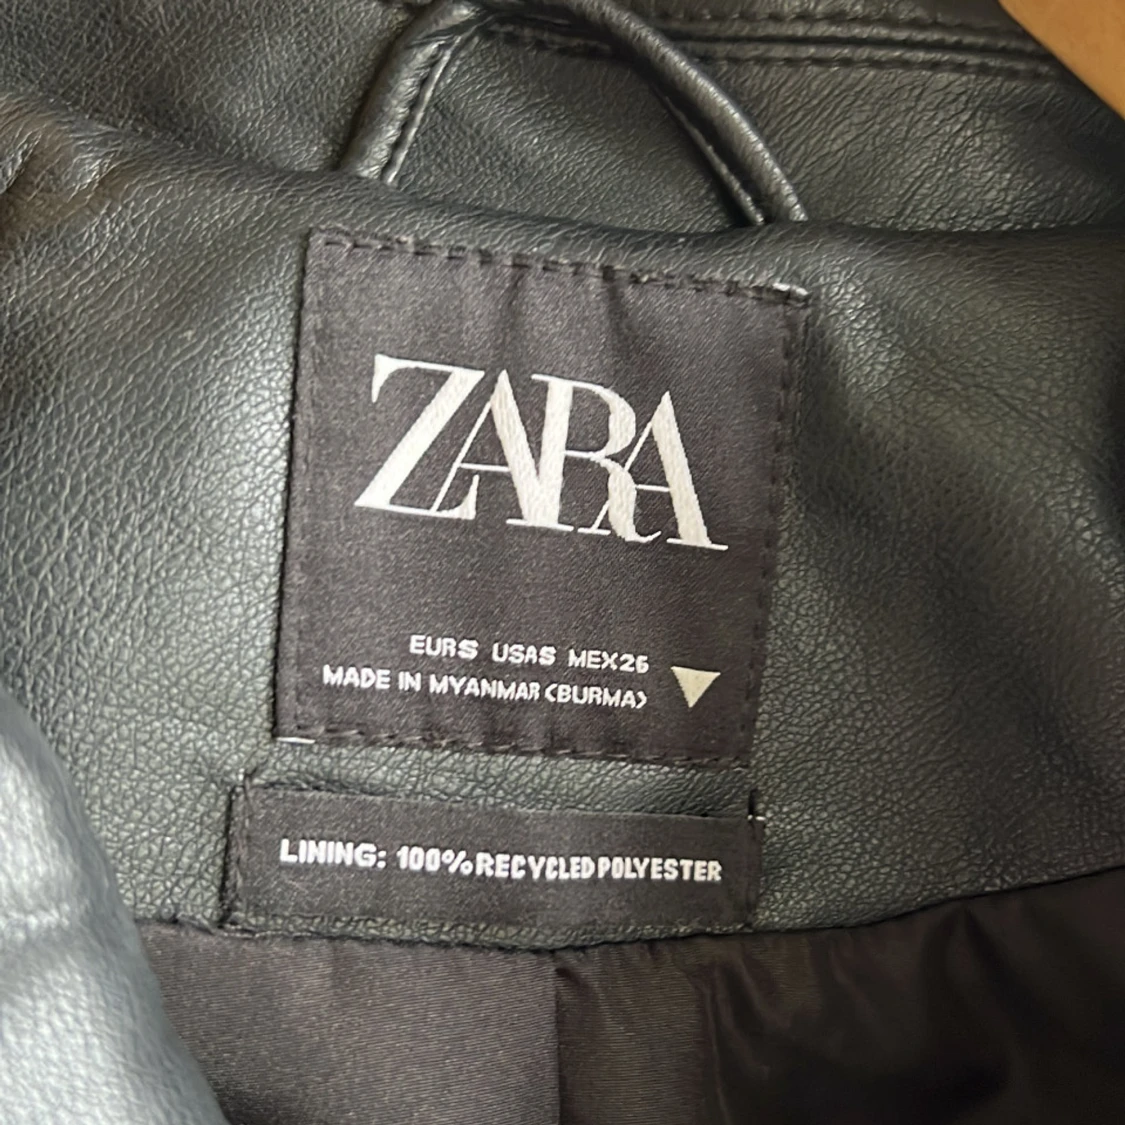 ZARA
EUR S USA S MEX 26
MADE IN MYANMAR (BURMA)
LINING: 100% RECYCLED POLYESTER